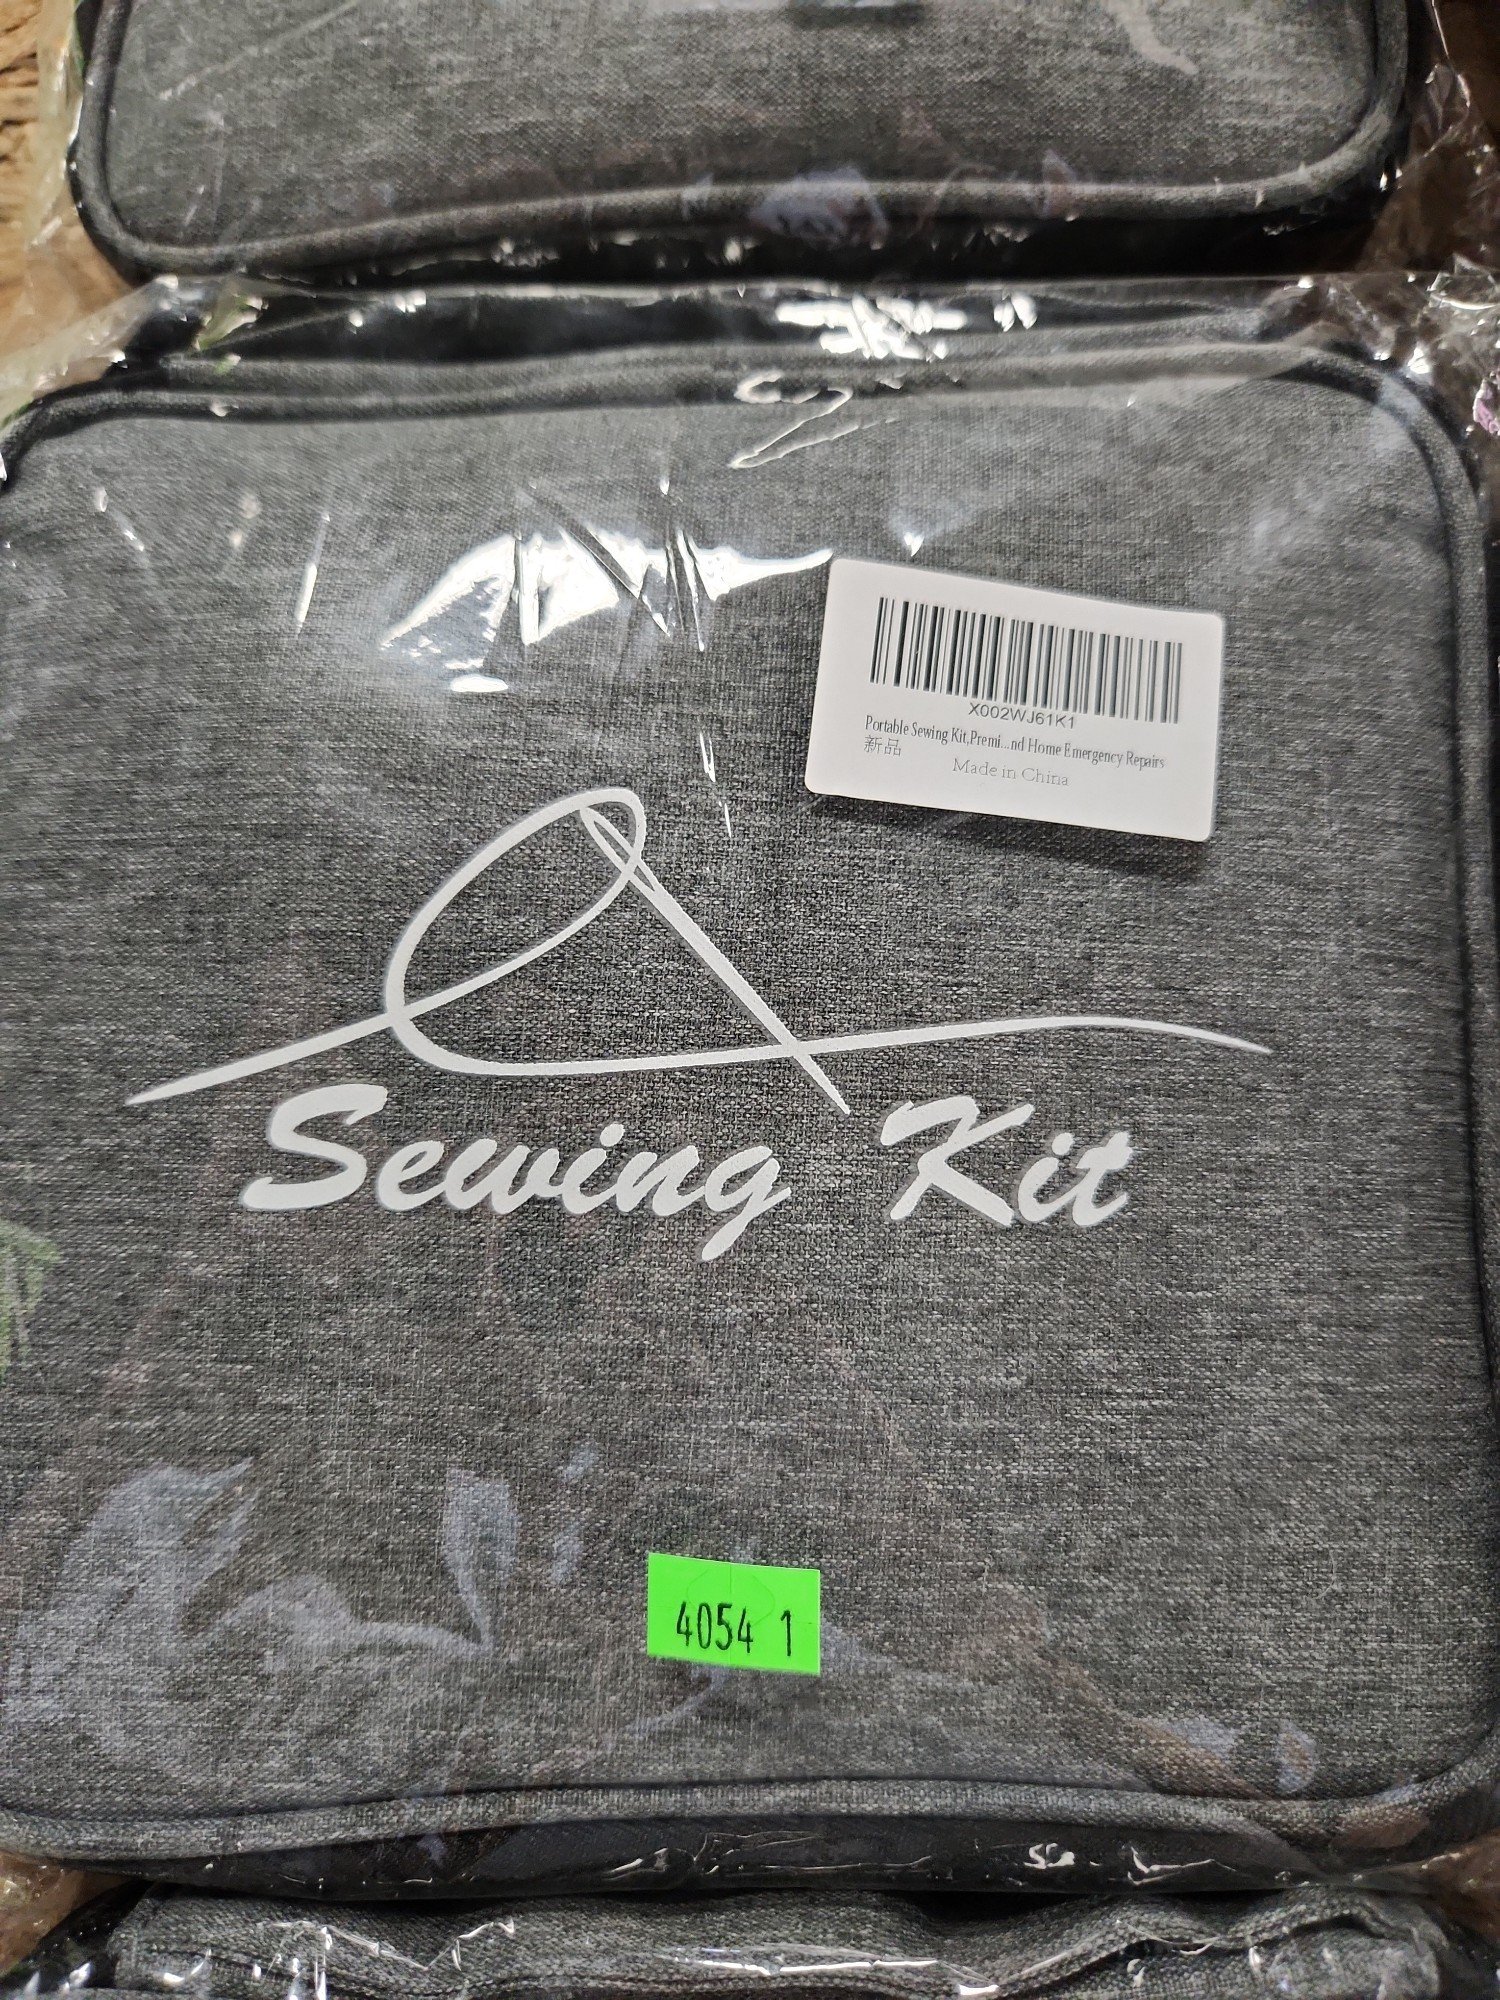 X002WJ61K1
Portable Sewing Kit,Premi...nd Home Emergency Repairs
新品
Made in China
Sewing Kit
4054 1